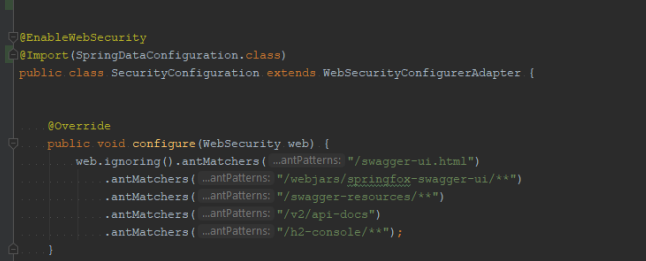 @EnableWebSecurity
@Import(SpringDataConfiguration.class)
public class SecurityConfiguration extends WebSecurityConfigurerAdapter {
@Override
public void configure(WebSecurity web) {
web.ignoring().antMatchers( ...antPatterns: "/swagger-ui.html")
.antMatchers( ...antPatterns: "/webjars/springfox-swagger-ui/**")
.antMatchers( ...antPatterns: "/swagger-resources/**")
.antMatchers( ...antPatterns: "/v2/api-docs")
.antMatchers( ...antPatterns: "/h2-console/**");
}